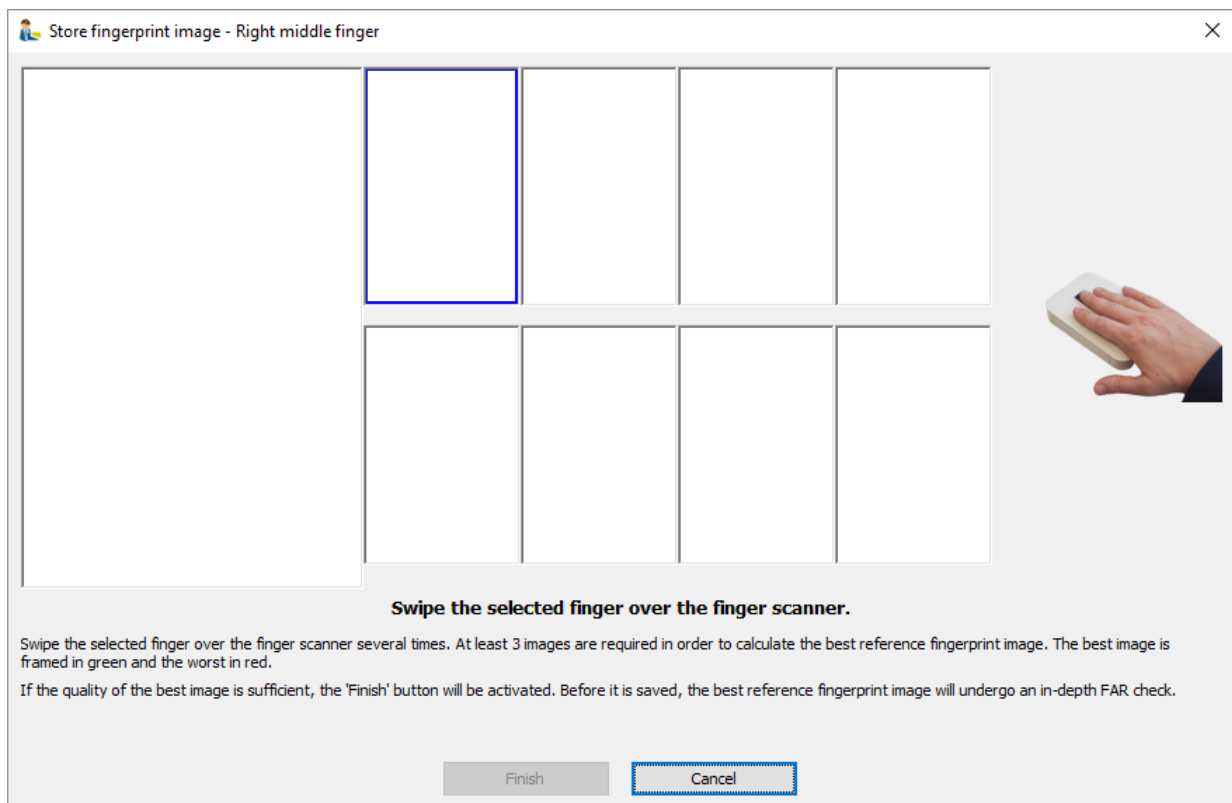 Store fingerprint image - Right middle finger
Swipe the selected finger over the finger scanner.
Swipe the selected finger over the finger scanner several times. At least 3 images are required in order to calculate the best reference fingerprint image. The best image is
framed in green and the worst in red.
If the quality of the best image is sufficient, the 'Finish' button will be activated. Before it is saved, the best reference fingerprint image will undergo an in-depth FAR check.
Finish
Cancel